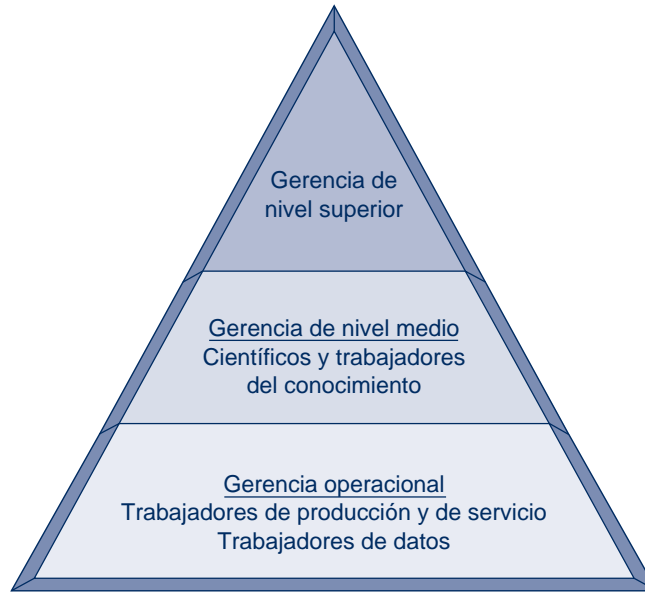 Gerencia de
nivel superior
Gerencia de nivel medio
Científicos y trabajadores
del conocimiento
Gerencia operacional
Trabajadores de producción y de servicio
Trabajadores de datos